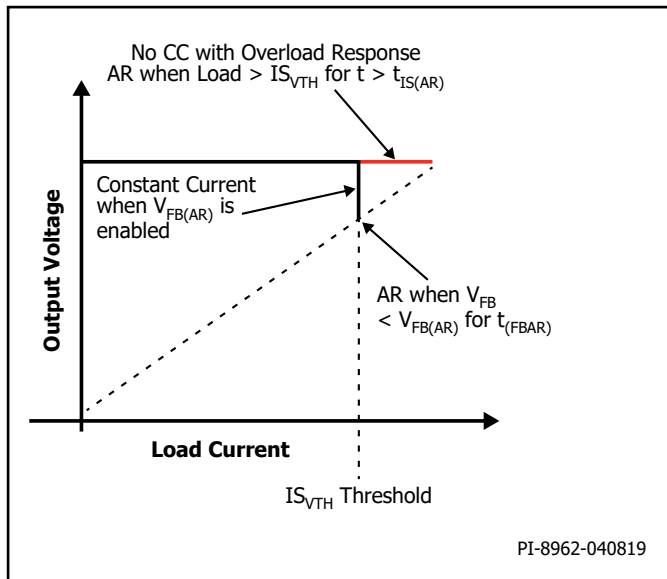 No CC with Overload Response
AR when Load > IS_VTH for t > t_IS(AR)
Constant Current
when V_FB(AR) is
enabled
AR when V_FB
< V_FB(AR) for t_(FBAR)
Output Voltage
Load Current
IS_VTH Threshold
PI-8962-040819